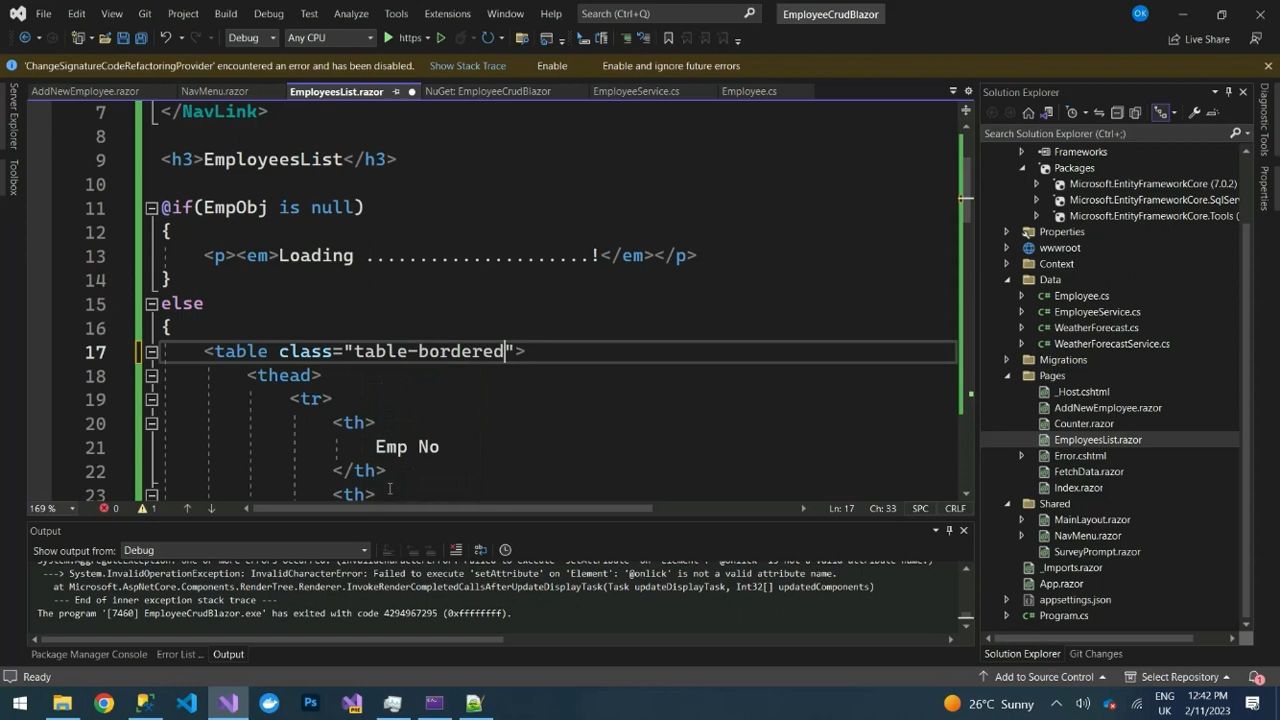 File Edit View Git Project Build Debug Test Analyze Tools Extensions Window Help Search (Ctrl+Q) EmployeeCrudBlazor OK
Debug Any CPU https Live Share
'ChangeSignatureCodeRefactoringProvider' encountered an error and has been disabled. Show Stack Trace Enable Enable and ignore future errors
AddNewEmployee.razor NavMenu.razor EmployeesList.razor NuGet: EmployeeCrudBlazor EmployeeService.cs Employee.cs
Server Explorer
Toolbox
7 </NavLink>
8
9 <h3>EmployeesList</h3>
10
11 @if(EmpObj is null)
12 {
13 <p><em>Loading .....................!</em></p>
14 }
15 else
16 {
17 <table class="table-bordered">
18 <thead>
19 <tr>
20 <th>
21 Emp No
22 </th>
23 <th>
169 % 0 1 Ln: 17 Ch: 33 SPC CRLF
Output
Show output from: Debug
---> System.InvalidOperationException: InvalidCharacterError: Failed to execute 'setAttribute' on 'Element': '@onlick' is not a valid attribute name.
at Microsoft.AspNetCore.Components.RenderTree.Renderer.InvokeRenderCompletedCallsAfterUpdateDisplayTask(Task updateDisplayTask, Int32[] updatedComponents)
--- End of inner exception stack trace ---
The program '[7460] EmployeeCrudBlazor.exe' has exited with code 4294967295 (0xffffffff).
Package Manager Console Error List ... Output
Solution Explorer
Search Solution Explorer (Ctrl+;)
Frameworks
Packages
Microsoft.EntityFrameworkCore (7.0.2)
Microsoft.EntityFrameworkCore.SqlSer
Microsoft.EntityFrameworkCore.Tools (
Properties
wwwroot
Context
Data
Employee.cs
EmployeeService.cs
WeatherForecast.cs
WeatherForecastService.cs
Migrations
Pages
_Host.cshtml
AddNewEmployee.razor
Counter.razor
EmployeesList.razor
Error.cshtml
FetchData.razor
Index.razor
Shared
MainLayout.razor
NavMenu.razor
SurveyPrompt.razor
_Imports.razor
App.razor
appsettings.json
Program.cs
Solution Explorer Git Changes
Diagnostic Tools
Properties
Ready Add to Source Control Select Repository 1
26°C Sunny ENG UK 12:42 PM 2/11/2023